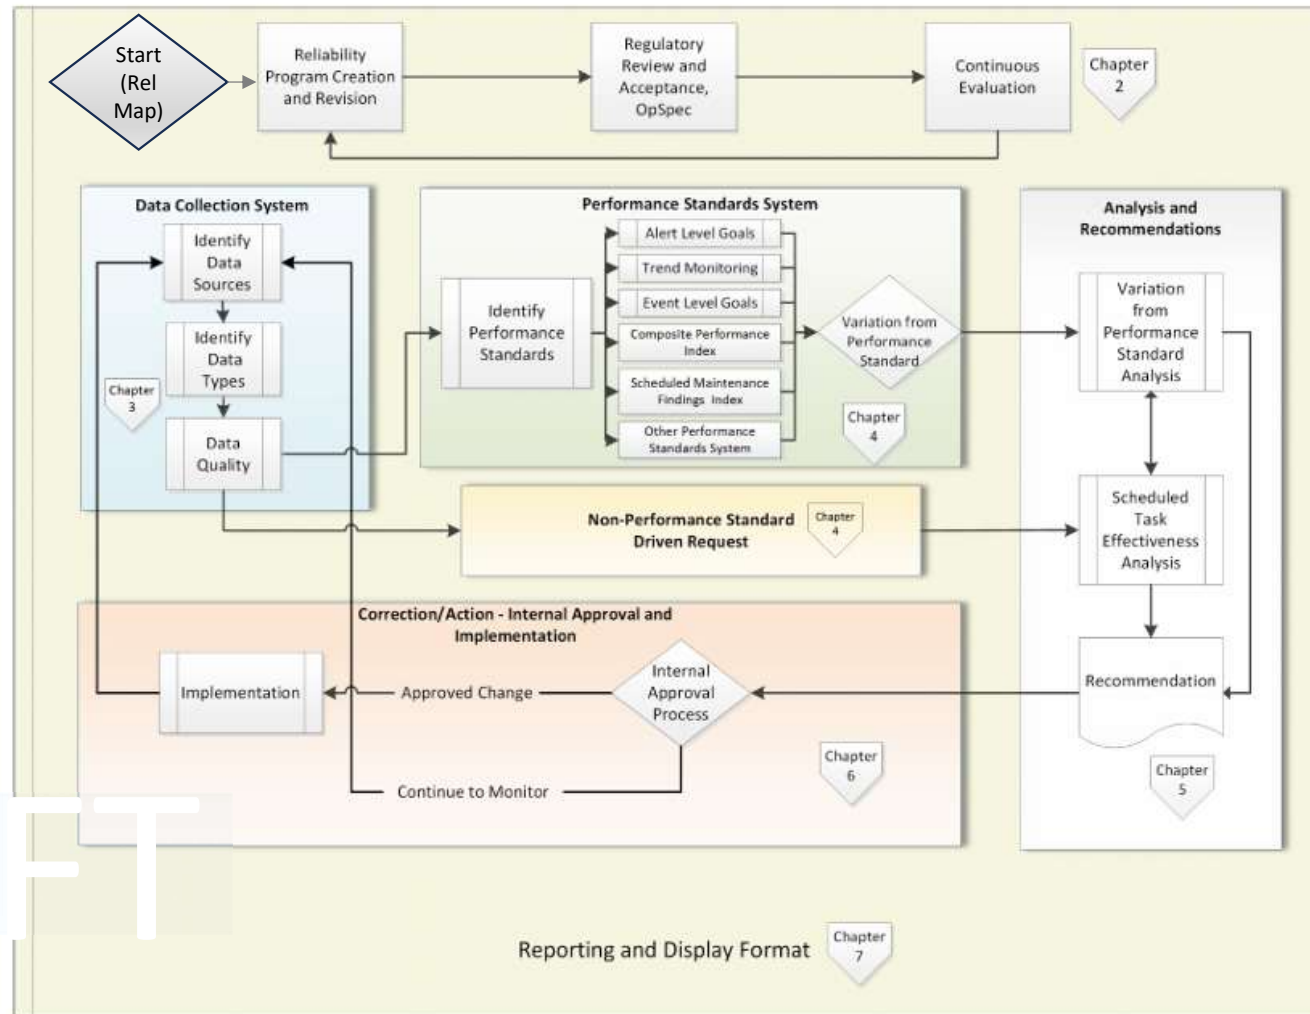 Start
(Rel
Map)
Reliability
Program Creation
and Revision
Regulatory
Review and
Acceptance,
OpSpec
Continuous
Evaluation
Chapter
2
Data Collection System
Identify
Data
Sources
Identify
Data
Types
Chapter
3
Data
Quality
Performance Standards System
Identify
Performance
Standards
Alert Level Goals
Trend Monitoring
Event Level Goals
Composite Performance
Index
Scheduled Maintenance
Findings Index
Other Performance
Standards System
Variation from
Performance
Standard
Chapter
4
Analysis and
Recommendations
Variation
from
Performance
Standard
Analysis
Scheduled
Task
Effectiveness
Analysis
Recommendation
Chapter
5
Non-Performance Standard
Driven Request
Chapter
4
Correction/Action - Internal Approval and
Implementation
Implementation
Approved Change
Internal
Approval
Process
Continue to Monitor
Chapter
6
FT
Reporting and Display Format
Chapter
7